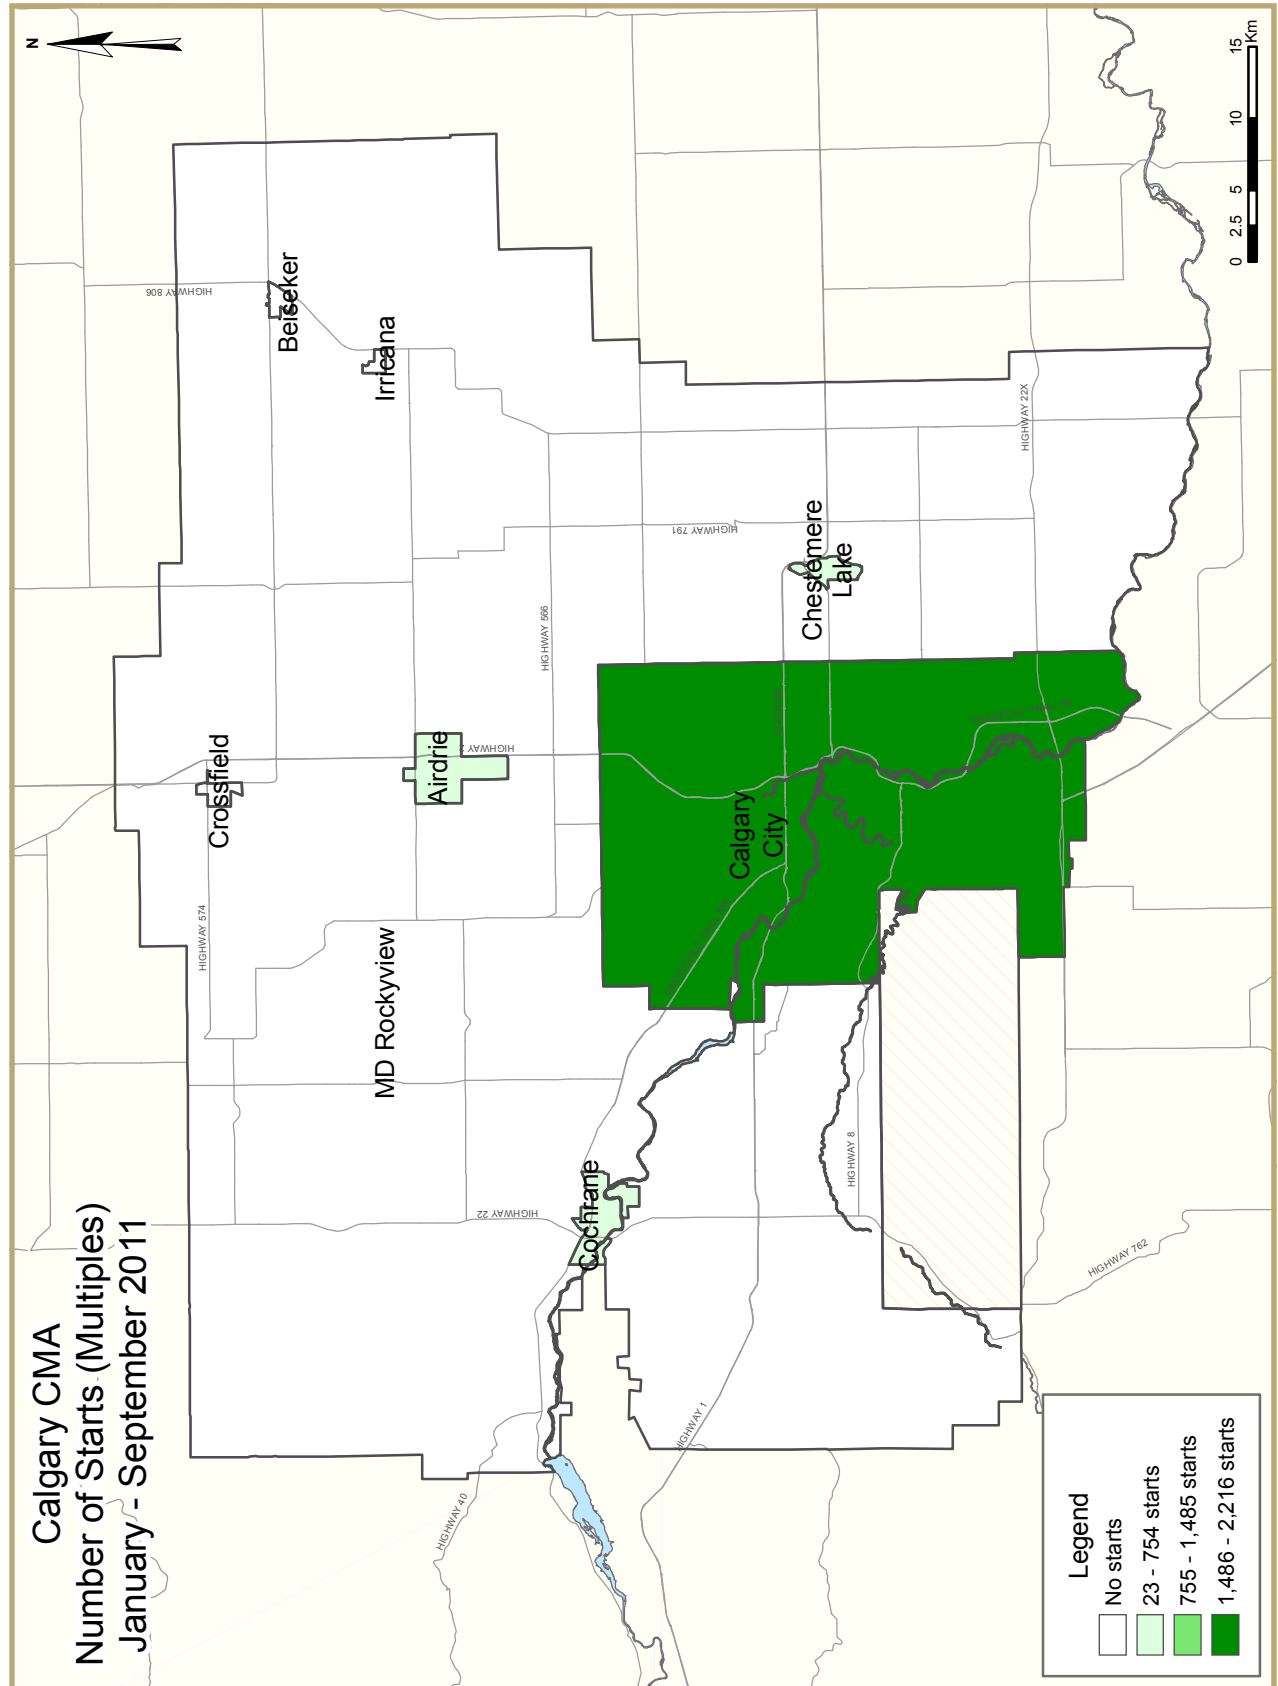 Calgary CMA
Number of Starts (Multiples)
January - September 2011
N
HIGHWAY 806
Beiseker
Irricana
Crossfield
HIGHWAY 574
Airdrie
HIGHWAY 2
HIGHWAY 566
HIGHWAY 791
MD Rockyview
Chestemere
Lake
HIGHWAY 22X
Calgary
City
Cochrane
HIGHWAY 22
HIGHWAY 8
HIGHWAY 762
HIGHWAY 1
HIGHWAY 40
Legend
No starts
23 - 754 starts
755 - 1,485 starts
1,486 - 2,216 starts
0 2.5 5 10 15
Km